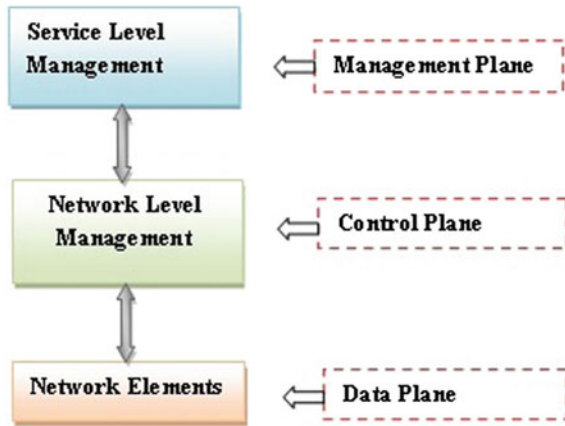 Service Level
Management
Management Plane
Network Level
Management
Control Plane
Network Elements
Data Plane